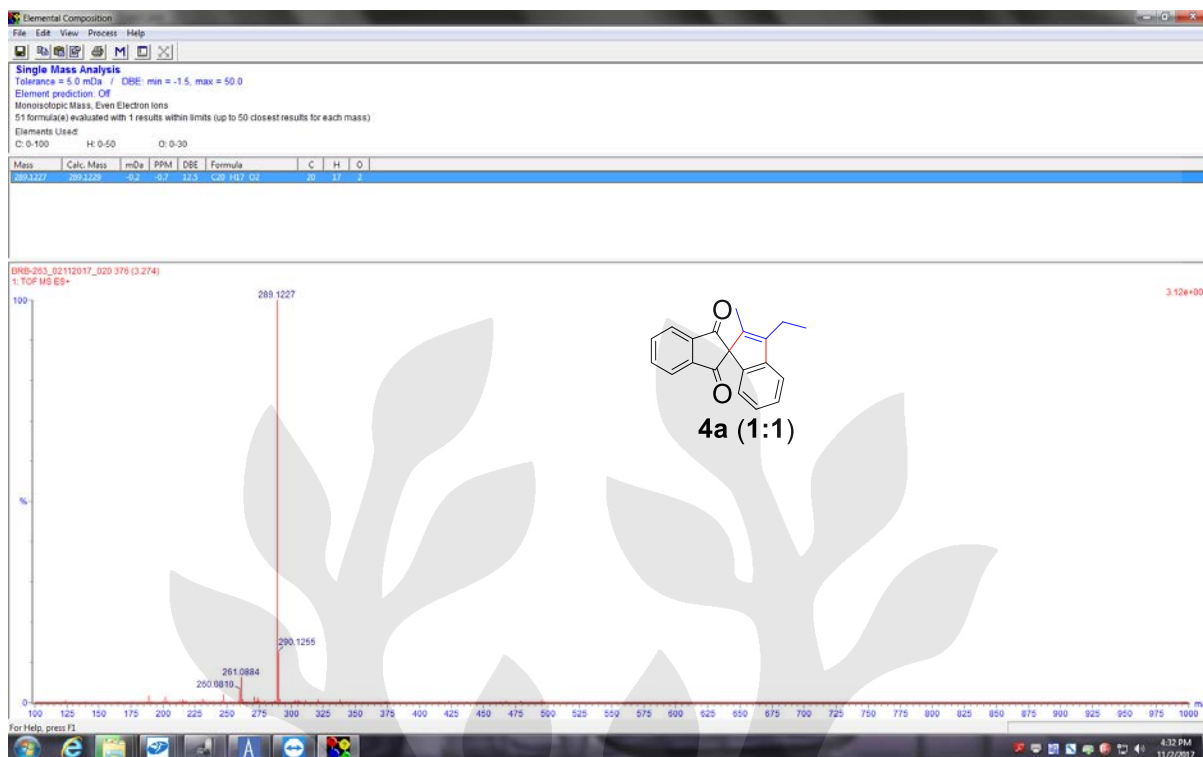 Elemental Composition
File Edit View Process Help
Single Mass Analysis
Tolerance = 5.0 mDa / DBE: min = -1.5, max = 50.0
Element prediction: Off
Monoisotopic Mass, Even Electron Ions
51 formula(e) evaluated with 1 results within limits (up to 50 closest results for each mass)
Elements Used:
C: 0-100 H: 0-50 O: 0-30
Mass Calc. Mass mDa PPM DBE Formula C H O
289.1227 289.1229 -0.2 -0.7 12.5 C20 H17 O2 20 17 2
BRB-263_02112017_020 376 (3.274)
1: TOF MS ES+
3.12e+00
100
289.1227
O
O
4a (1:1)
%
290.1255
261.0884
260.0810
0
100 125 150 175 200 225 250 275 300 325 350 375 400 425 450 475 500 525 550 575 600 625 650 675 700 725 750 775 800 825 850 875 900 925 950 975 1000
For Help, press F1
4:32 PM
11/2/2017